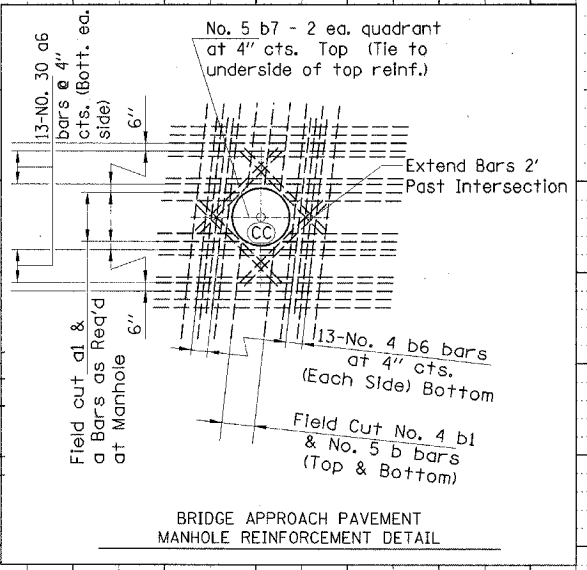 No. 5 b7 - 2 ea. quadrant
at 4" cts. Top (Tie to
underside of top reinf.)
13-NO. 30 a6
bars @ 4"
cts. (Bott. ea.
side)
6"
Extend Bars 2'
Past Intersection
CC
6"
Field cut a1 &
a Bars as Req'd
at Manhole
13-No. 4 b6 bars
at 4" cts.
(Each Side) Bottom
Field Cut No. 4 b1
& No. 5 b bars
(Top & Bottom)
BRIDGE APPROACH PAVEMENT
MANHOLE REINFORCEMENT DETAIL